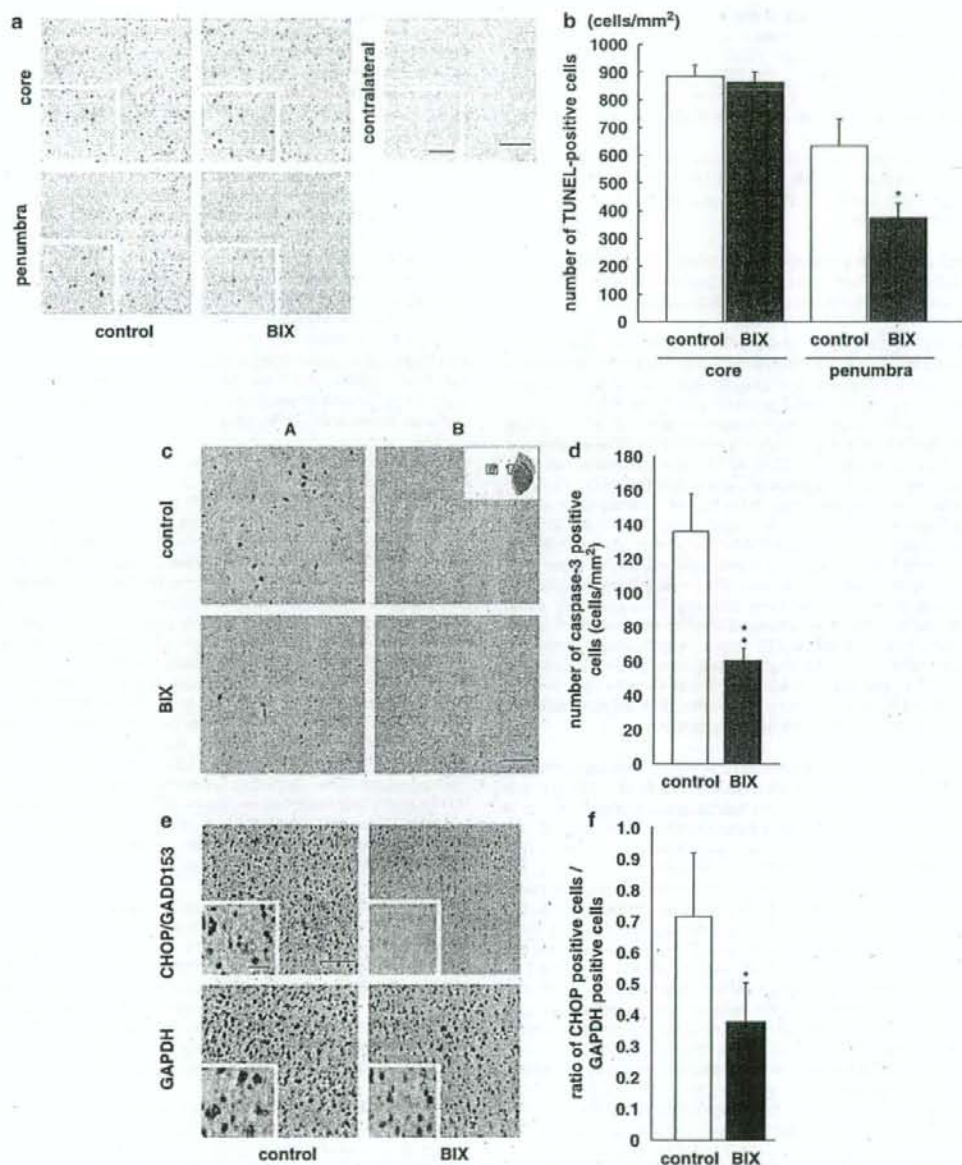 a
core
contralateral
penumbra
control BIX
b (cells/mm²)
number of TUNEL-positive cells
1000
900
800
700
600
500
400
300
200
100
0
*
control BIX control BIX
core penumbra
A B
c
control
BIX
d
number of caspase-3 positive
cells (cells/mm²)
180
160
140
120
100
80
60
40
20
0
**
control BIX
e
CHOP/GADD153
GAPDH
control BIX
f
ratio of CHOP positive cells /
GAPDH positive cells
1.0
0.9
0.8
0.7
0.6
0.5
0.4
0.3
0.2
0.1
0
*
control BIX